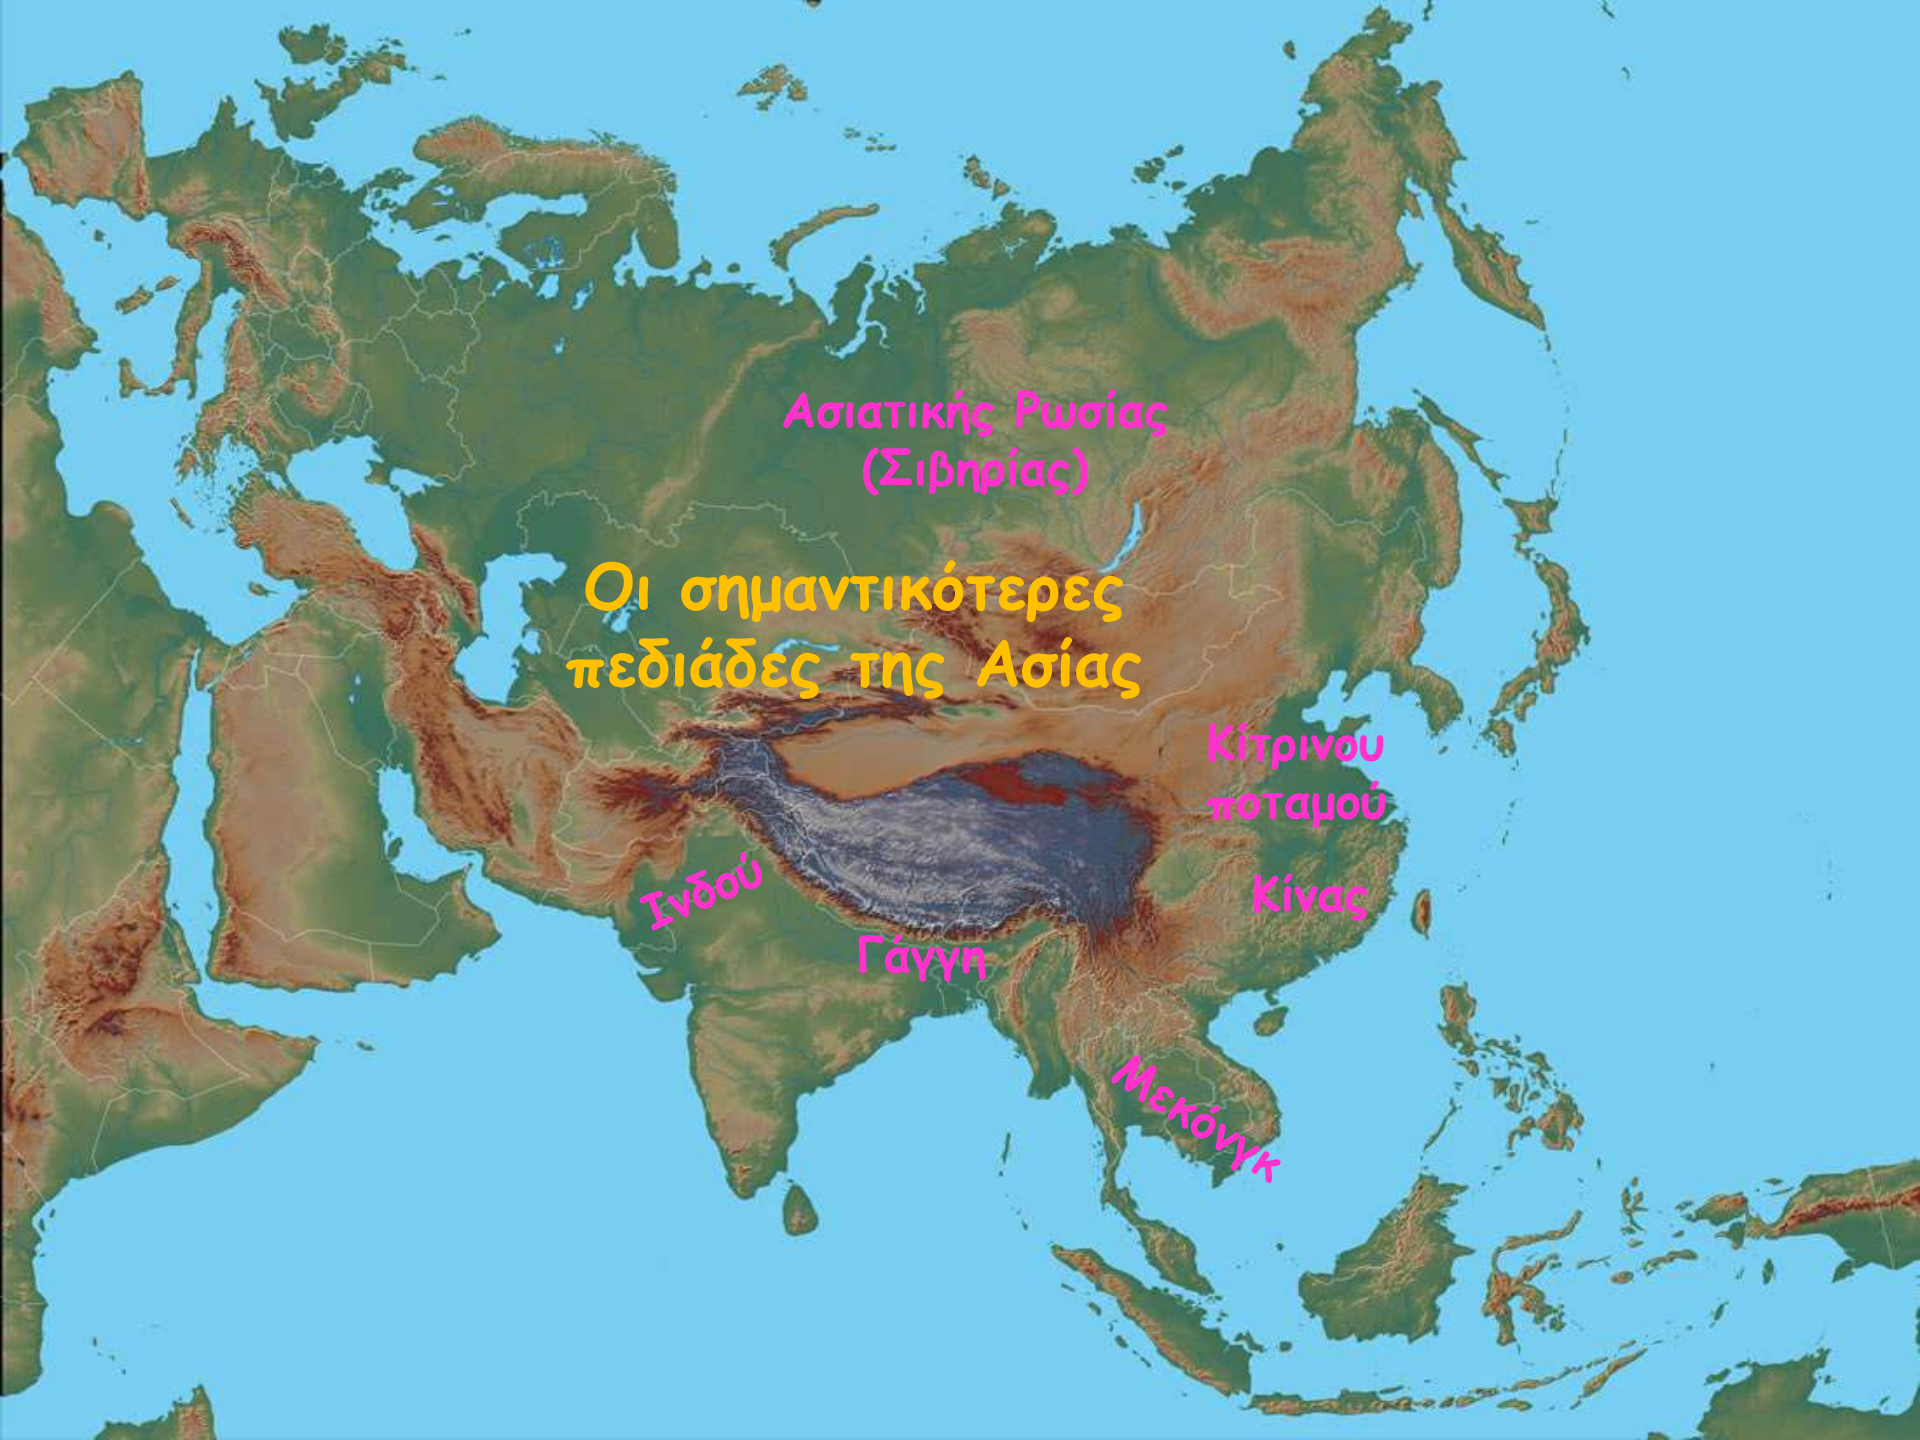 Ασιατικής Ρωσίας
(Σιβηρίας)
Οι σημαντικότερες
πεδιάδες της Ασίας
Κίτρινου
ποταμού
Ινδού
Κίνας
Γάγγη
Μεκόνγκ